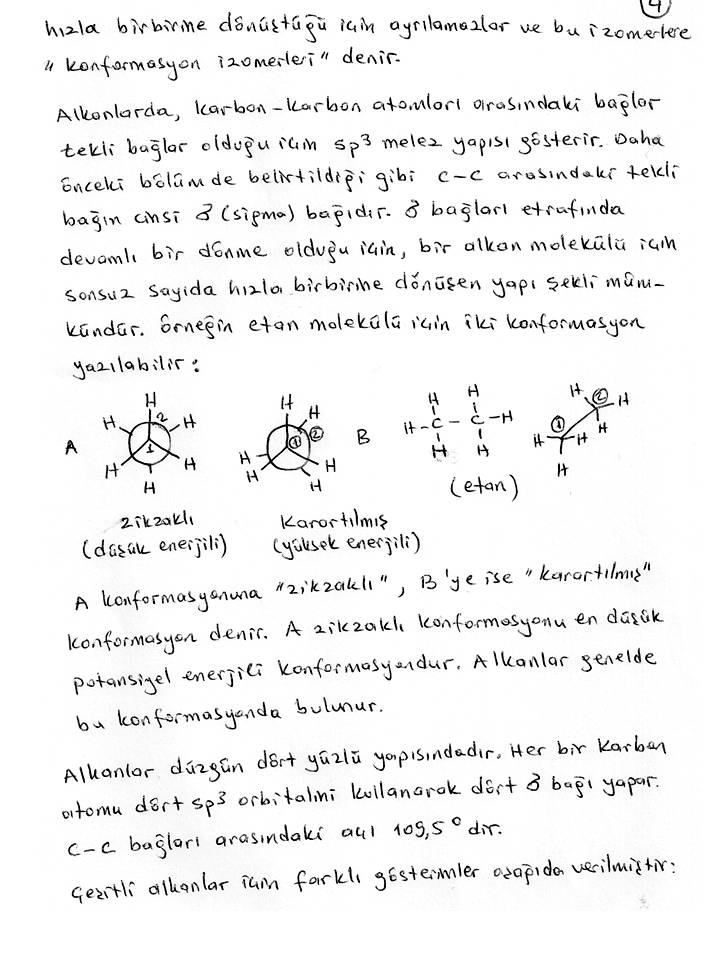 4
hızla birbirine dönüştüğü için ayrılamazlar ve bu izomerlere
"konformasyon izomerleri" denir.
Alkanlarda, karbon-karbon atomları arasındaki bağlar
tekli bağlar olduğu için sp³ melez yapısı gösterir. Daha
önceki bölümde belirtildiği gibi C-C arasındaki tekli
bağın cinsi δ (sigma) bağıdır. δ bağları etrafında
devamlı bir dönme olduğu için, bir alkan molekülü için
sonsuz sayıda hızla birbirine dönüşen yapı şekli müm-
kündür. Örneğin etan molekülü için iki konformasyon
yazılabilir:
A H H H H H H 2 1
H H H H H H 1 2
B H H H-C-C-H H H
H H H H H H 1 2
zikzaklı karartılmış (etan)
(düşük enerjili) (yüksek enerjili)
A konformasyonuna "zikzaklı", B'ye ise "karartılmış"
konformasyon denir. A zikzaklı konformasyonu en düşük
potansiyel enerjili konformasyondur. Alkanlar genelde
bu konformasyonda bulunur.
Alkanlar düzgün dört yüzlü yapısındadır. Her bir karbon
atomu dört sp³ orbitalini kullanarak dört δ bağı yapar.
C-C bağları arasındaki açı 109,5° dir.
Çeşitli alkanlar için farklı gösterimler aşağıda verilmiştir: